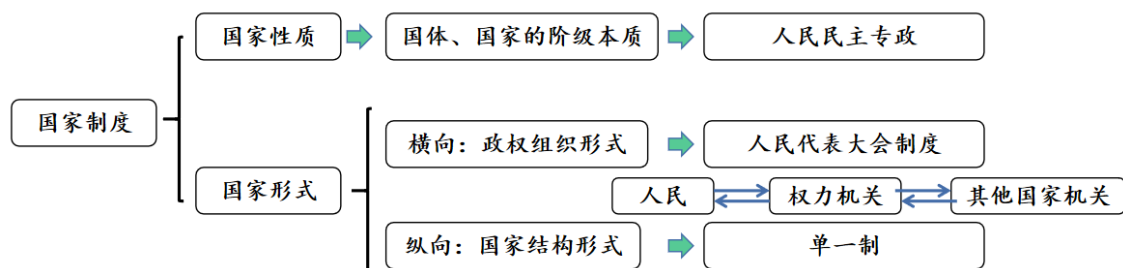 国家性质
国体、国家的阶级本质
人民民主专政
国家制度
横向：政权组织形式
人民代表大会制度
国家形式
人民
权力机关
其他国家机关
纵向：国家结构形式
单一制